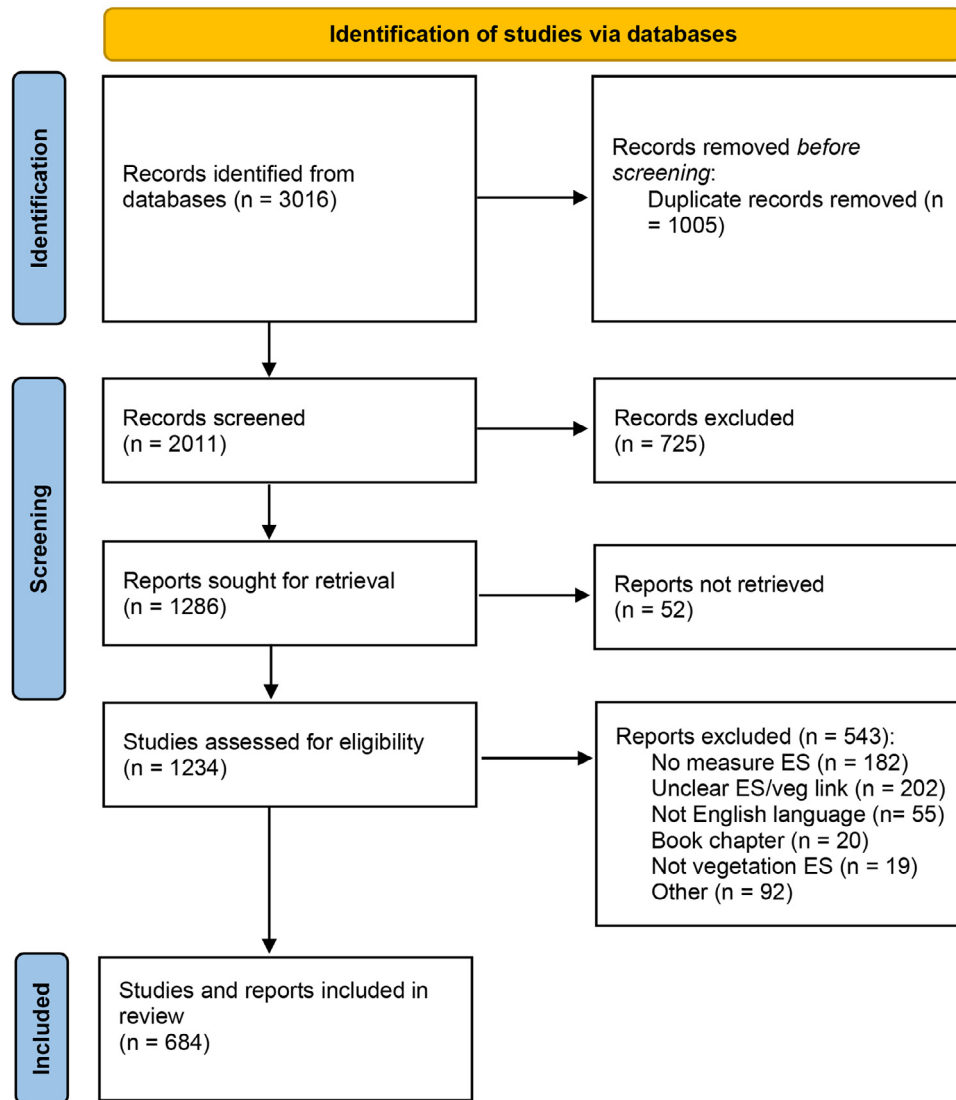 Identification of studies via databases
Identification
Records identified from
databases (n = 3016)
Records removed before
screening:
Duplicate records removed (n
= 1005)
Screening
Records screened
(n = 2011)
Records excluded
(n = 725)
Reports sought for retrieval
(n = 1286)
Reports not retrieved
(n = 52)
Studies assessed for eligibility
(n = 1234)
Reports excluded (n = 543):
No measure ES (n = 182)
Unclear ES/veg link (n = 202)
Not English language (n= 55)
Book chapter (n = 20)
Not vegetation ES (n = 19)
Other (n = 92)
Included
Studies and reports included in
review
(n = 684)